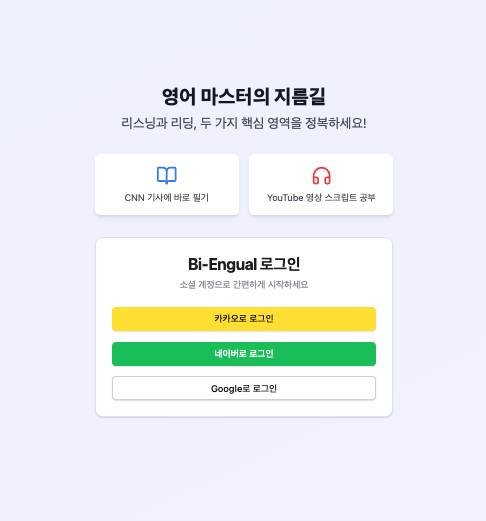 영어 마스터의 지름길
리스닝과 리딩, 두 가지 핵심 영역을 정복하세요!
CNN 기사에 바로 필기
YouTube 영상 스크립트 공부
Bi-Engual 로그인
소셜 계정으로 간편하게 시작하세요
카카오로 로그인
네이버로 로그인
Google로 로그인